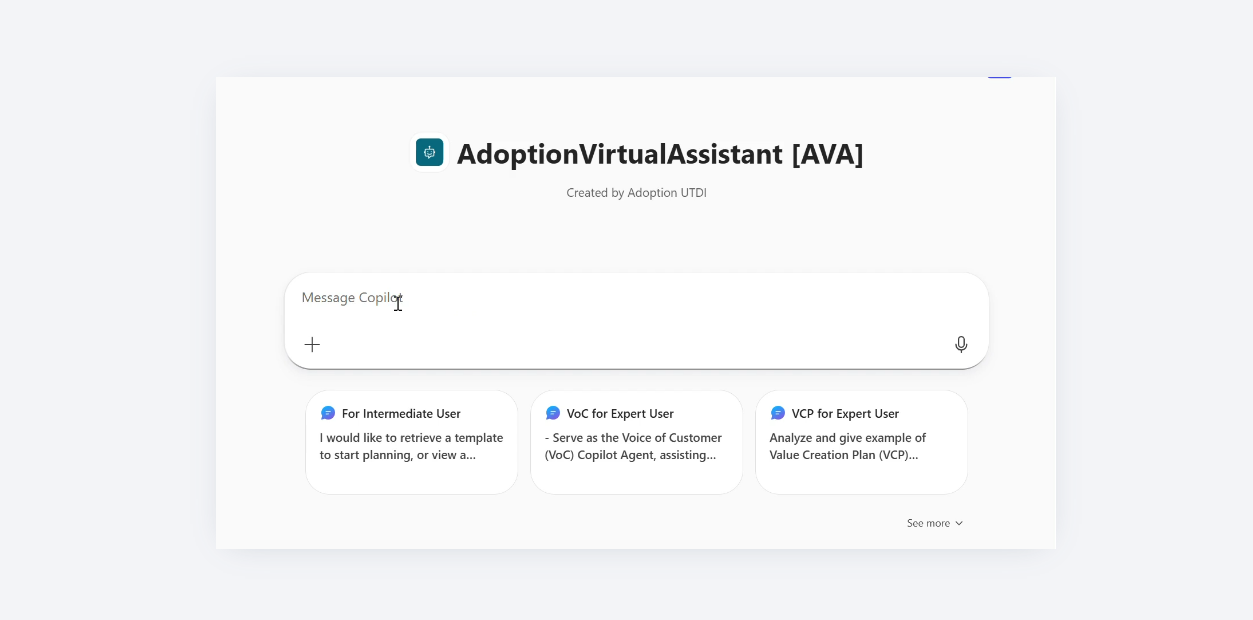 AdoptionVirtualAssistant [AVA]
Created by Adoption UTDI
Message Copilot
For Intermediate User
I would like to retrieve a template
to start planning, or view a...
VoC for Expert User
- Serve as the Voice of Customer
(VoC) Copilot Agent, assisting...
VCP for Expert User
Analyze and give example of
Value Creation Plan (VCP)...
See more